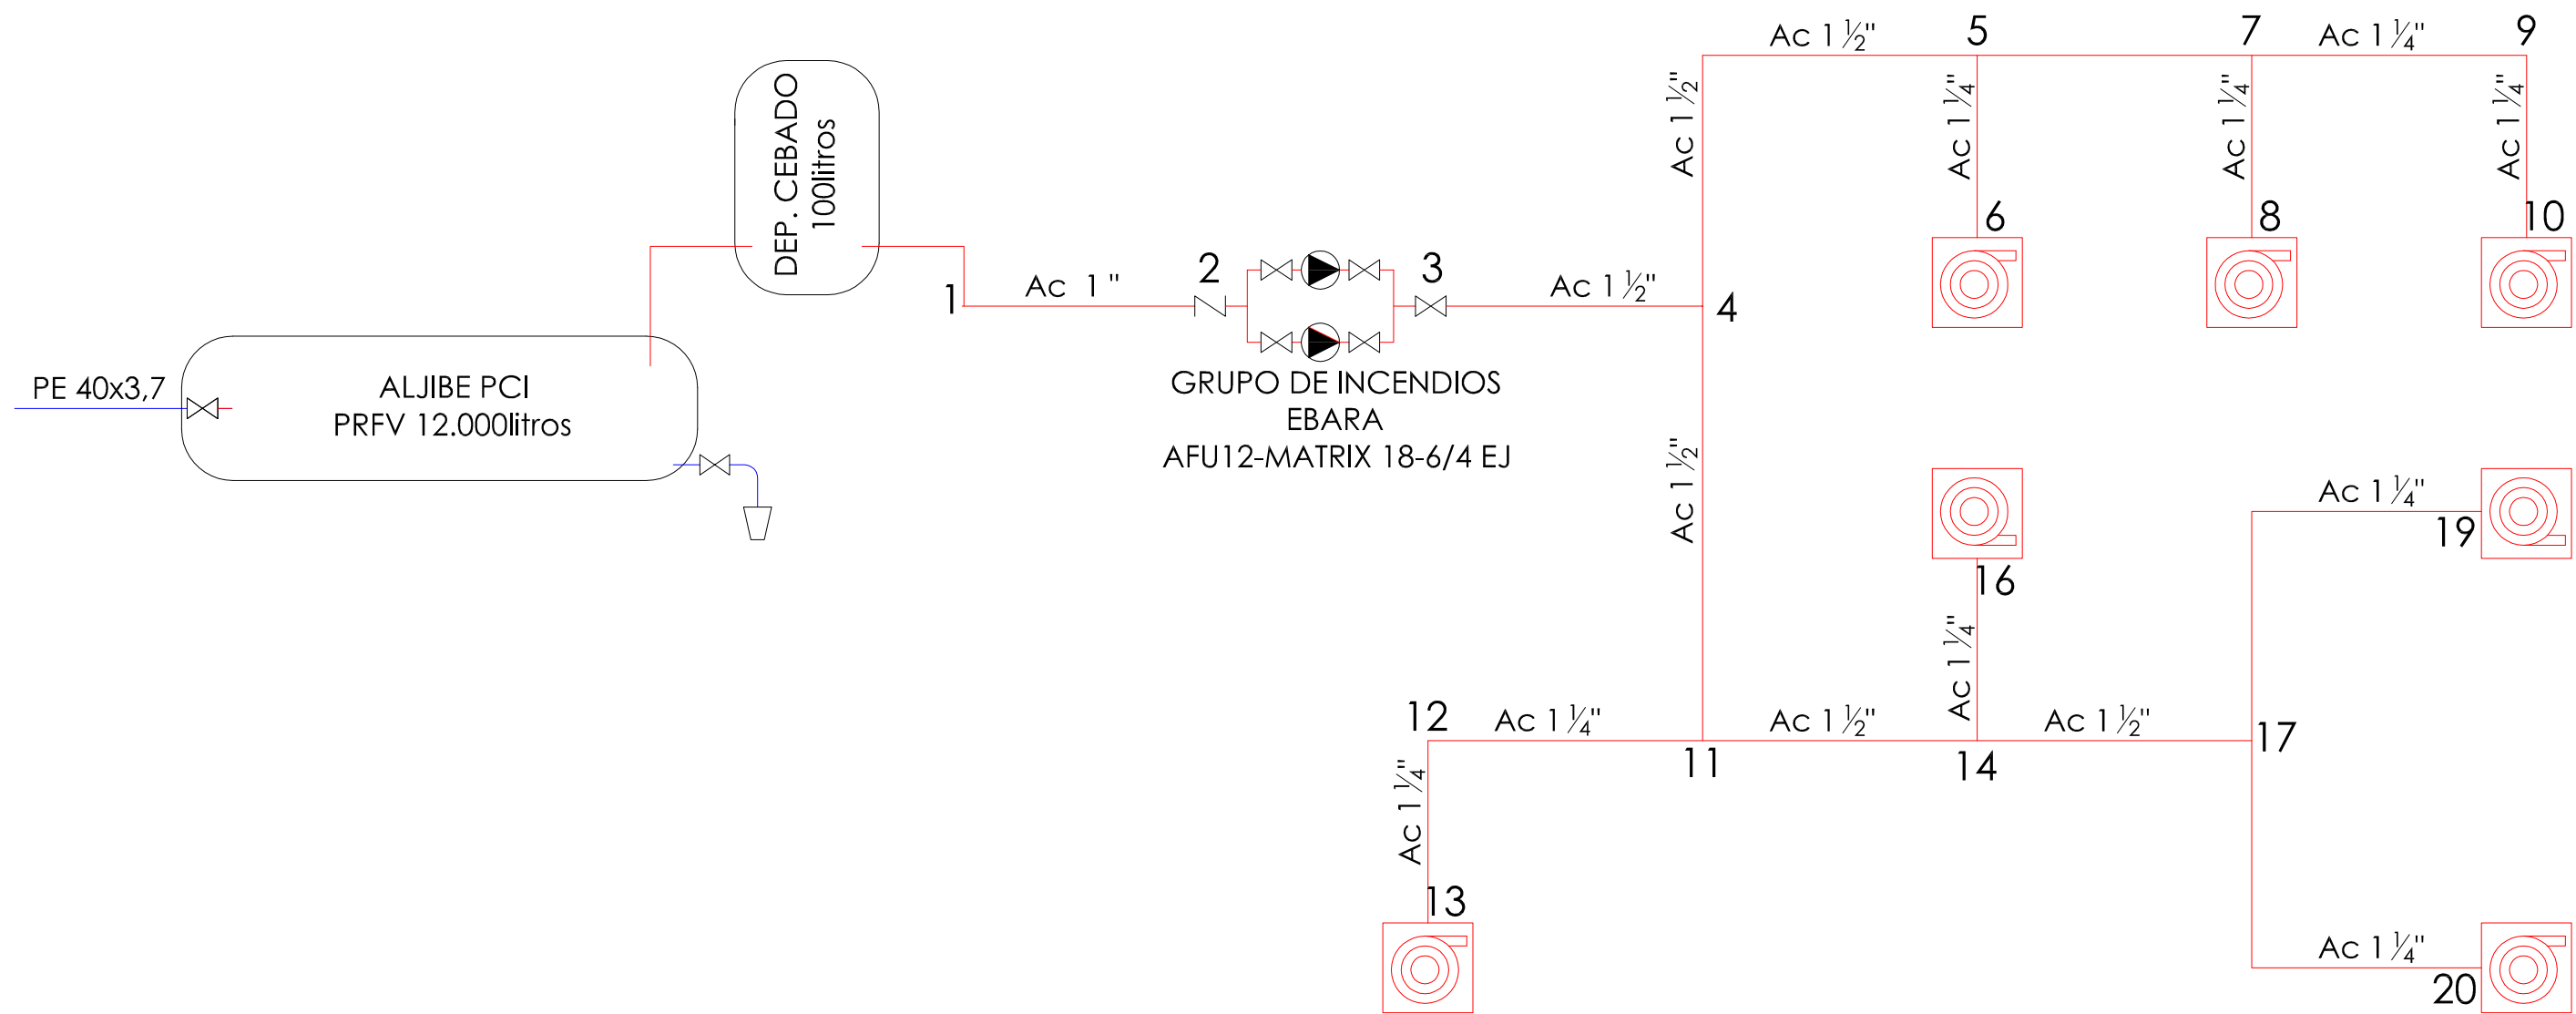 Ac 1 ½"
5
7
Ac 1 ¼"
9
DEP. CEBADO
100litros
Ac 1 ½"
Ac 1 ¼"
Ac 1 ¼"
Ac 1 ¼"
6
8
10
1
Ac 1 "
2
3
Ac 1 ½"
4
PE 40x3,7
ALJIBE PCI
PRFV 12.000litros
GRUPO DE INCENDIOS
EBARA
AFU12-MATRIX 18-6/4 EJ
Ac 1 ½"
16
Ac 1 ¼"
Ac 1 ¼"
19
12
Ac 1 ¼"
11
Ac 1 ½"
14
Ac 1 ½"
17
Ac 1 ¼"
13
Ac 1 ¼"
20